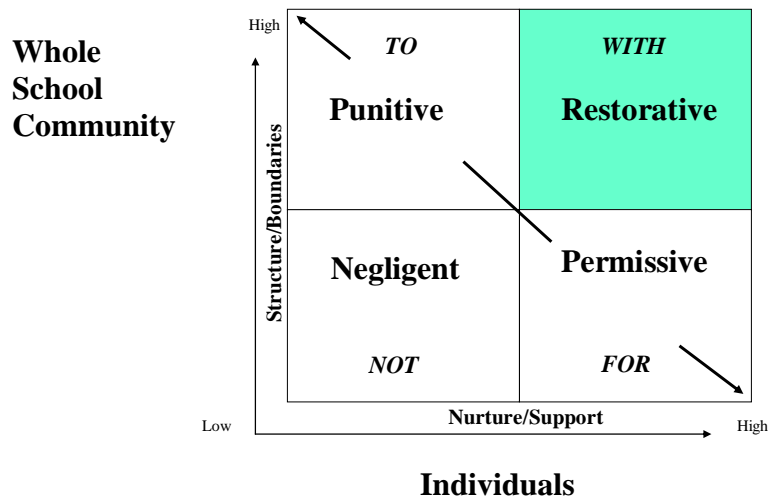 Whole
School
Community
High
TO
WITH
Punitive
Restorative
Structure/Boundaries
Negligent
Permissive
NOT
FOR
Nurture/Support
Low
High
Individuals